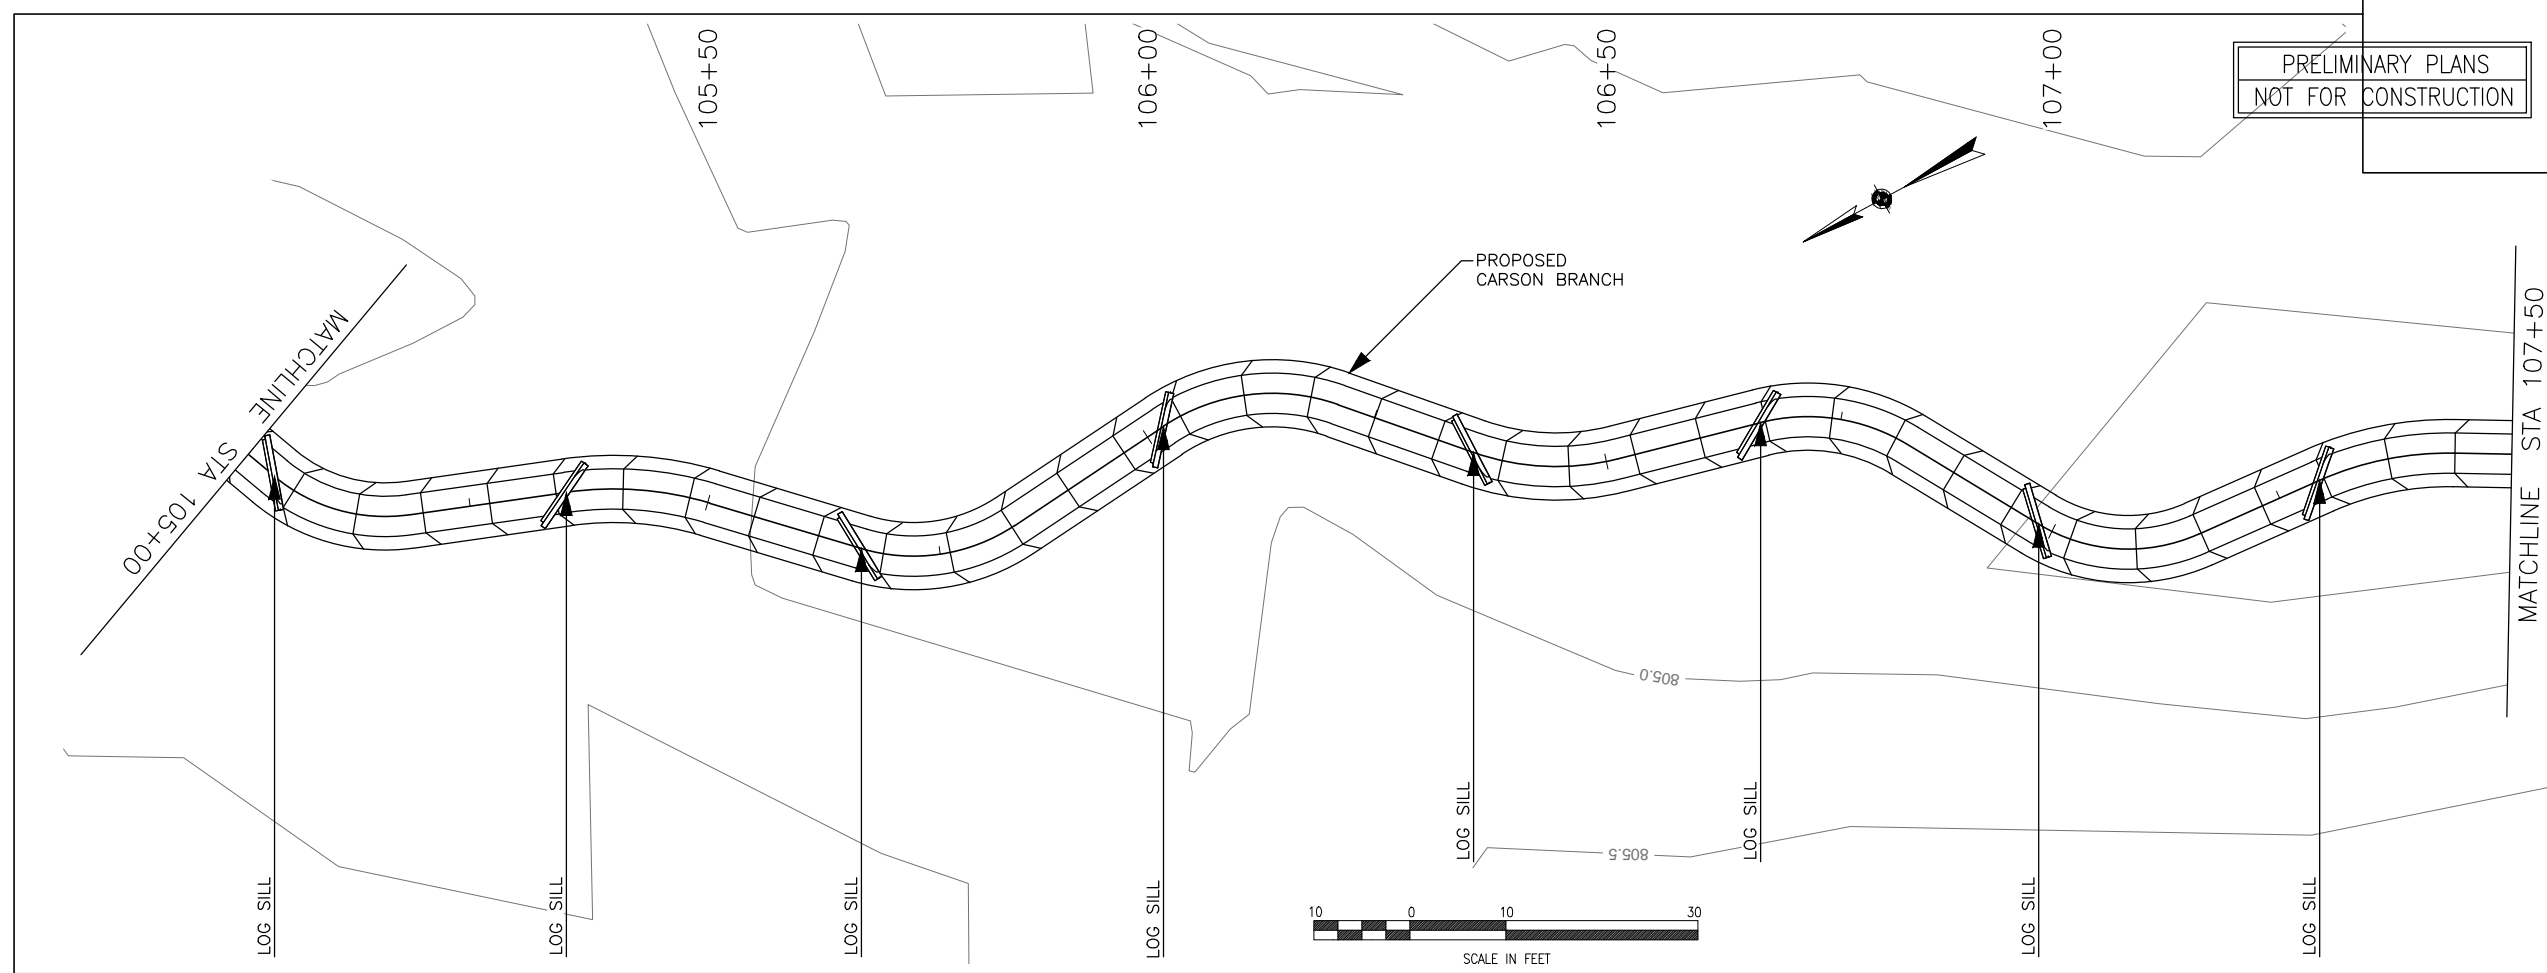 105+50
106+00
106+50
107+00
PRELIMINARY PLANS
NOT FOR CONSTRUCTION
PROPOSED
CARSON BRANCH
MATCHLINE STA 105+00
MATCHLINE STA 107+50
805.0
805.5
LOG SILL
LOG SILL
LOG SILL
LOG SILL
LOG SILL
LOG SILL
LOG SILL
LOG SILL
10 0 10 30
SCALE IN FEET